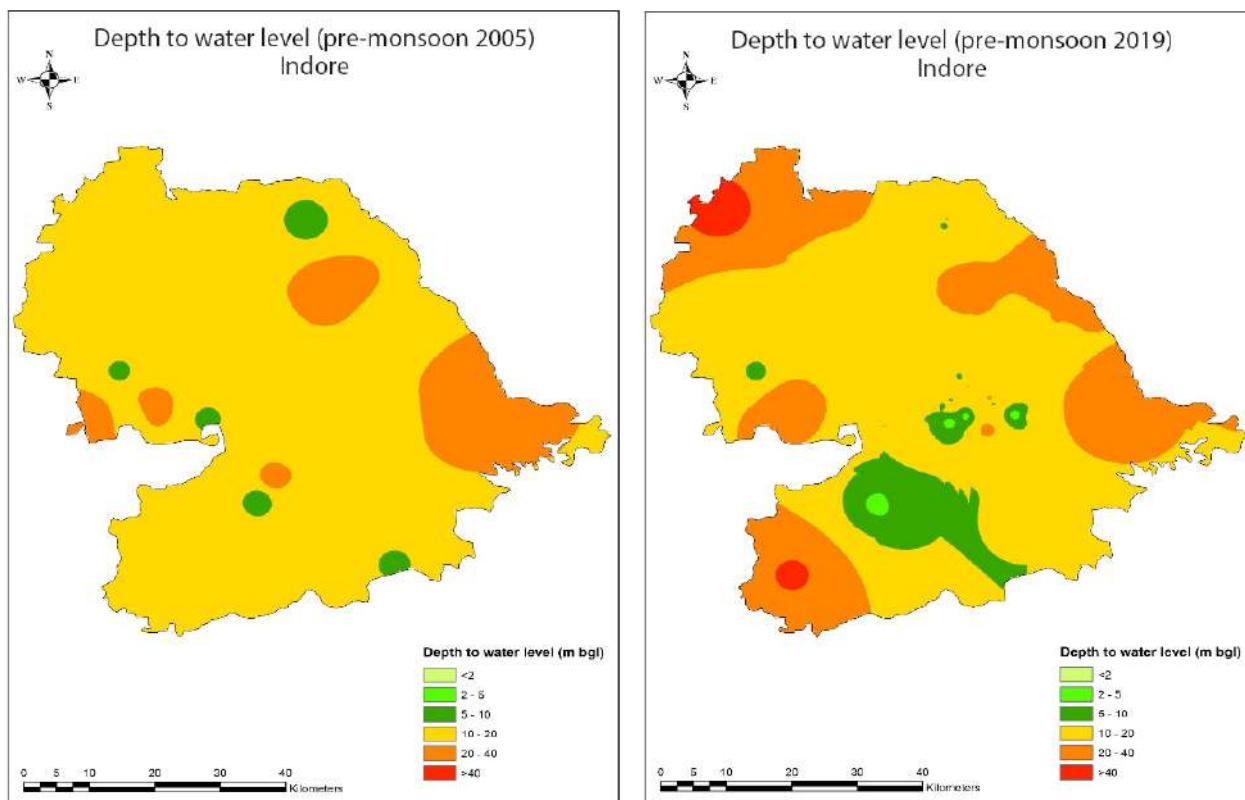 Depth to water level (pre-monsoon 2005)
Indore
N
W E
S
Depth to water level (m bgl)
<2
2 - 5
5 - 10
10 - 20
20 - 40
>40
0 5 10 20 30 40
Kilometers
Depth to water level (pre-monsoon 2019)
Indore
N
W E
S
Depth to water level (m bgl)
<2
2 - 5
5 - 10
10 - 20
20 - 40
>40
0 5 10 20 30 40
Kilometers